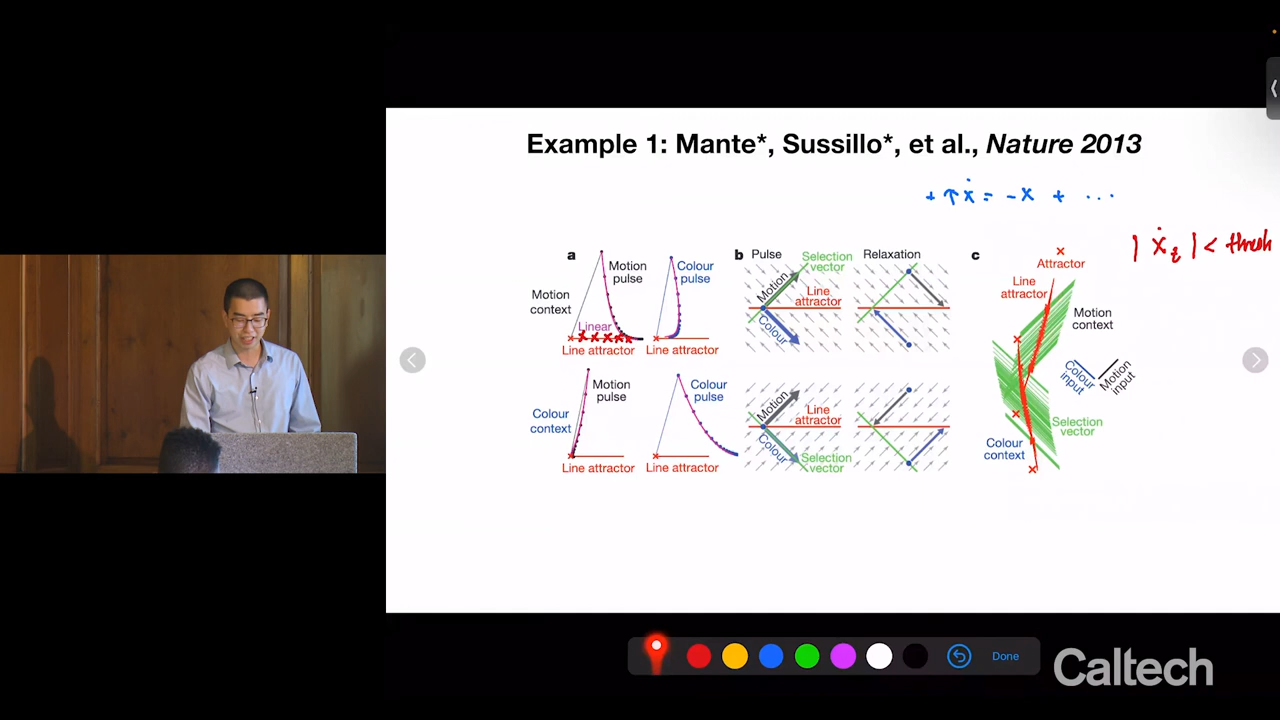 Example 1: Mante*, Sussillo*, et al., Nature 2013
ẋ = -x + ...
| ẋ | < thresh
a
Motion
context
Motion
pulse
Linear
Line attractor
Colour
pulse
Line attractor
Colour
context
Motion
pulse
Line attractor
Colour
pulse
Line attractor
b
Pulse
Selection
vector
Motion
Line
attractor
Colour
Relaxation
Motion
Line
attractor
Colour
Selection
vector
c
Attractor
Line
attractor
Motion
context
Colour
input
Motion
input
Selection
vector
Colour
context
Done
Caltech